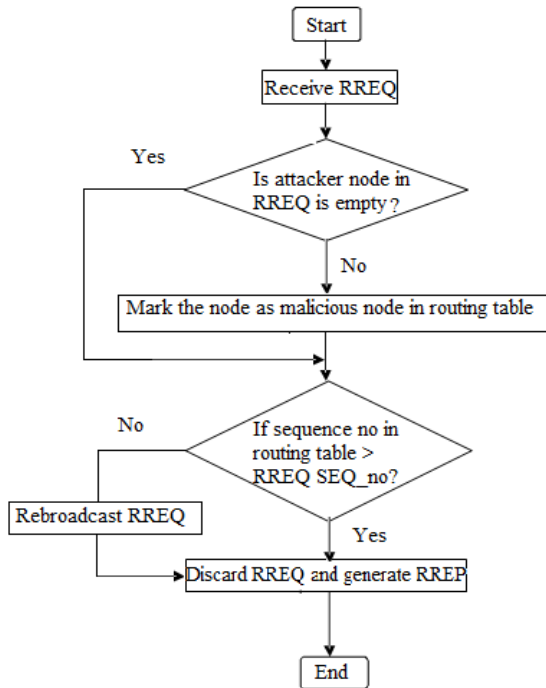 Start
Receive RREQ
Yes
Is attacker node in
RREQ is empty?
No
Mark the node as malicious node in routing table
No
If sequence no in
routing table >
RREQ SEQ_no?
Rebroadcast RREQ
Yes
Discard RREQ and generate RREP
End